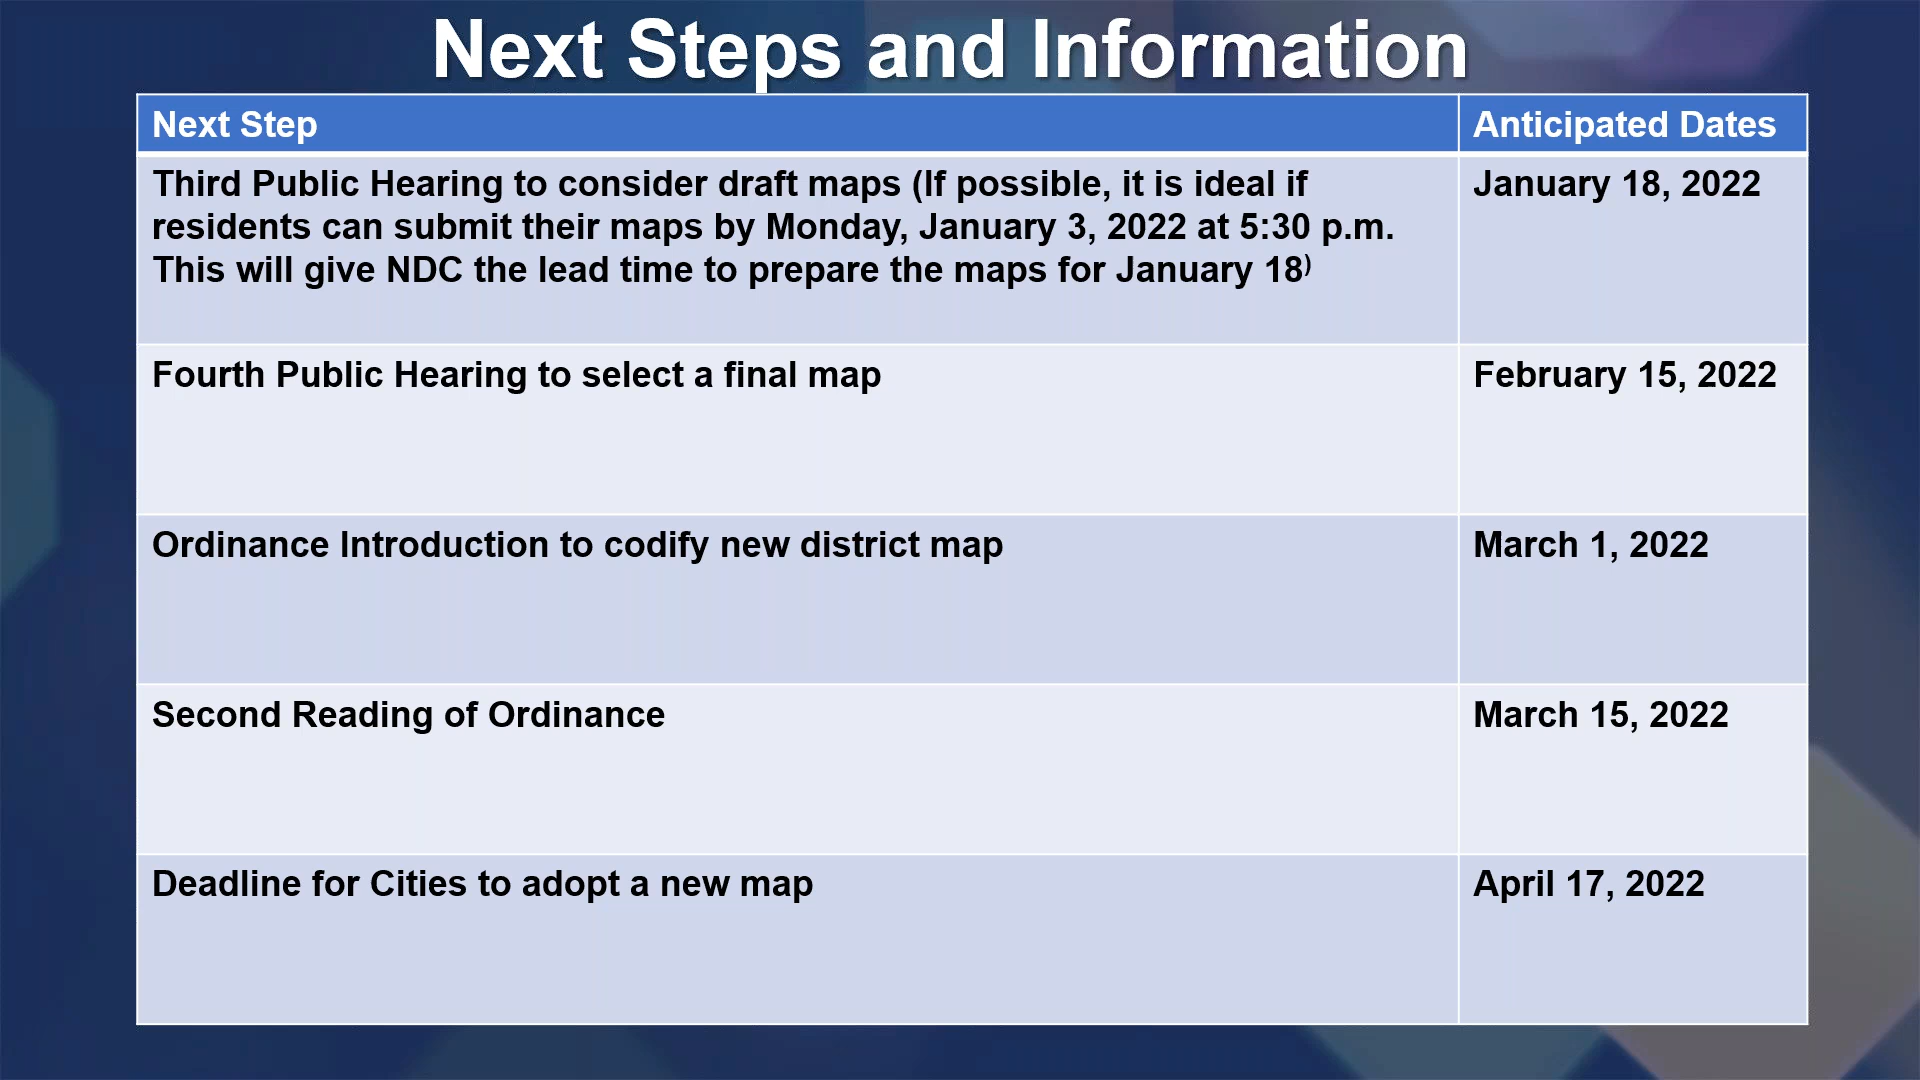 Next Steps and Information
Next Step
Anticipated Dates
Third Public Hearing to consider draft maps (If possible, it is ideal if
residents can submit their maps by Monday, January 3, 2022 at 5:30 p.m.
This will give NDC the lead time to prepare the maps for January 18)
January 18, 2022
Fourth Public Hearing to select a final map
February 15, 2022
Ordinance Introduction to codify new district map
March 1, 2022
Second Reading of Ordinance
March 15, 2022
Deadline for Cities to adopt a new map
April 17, 2022